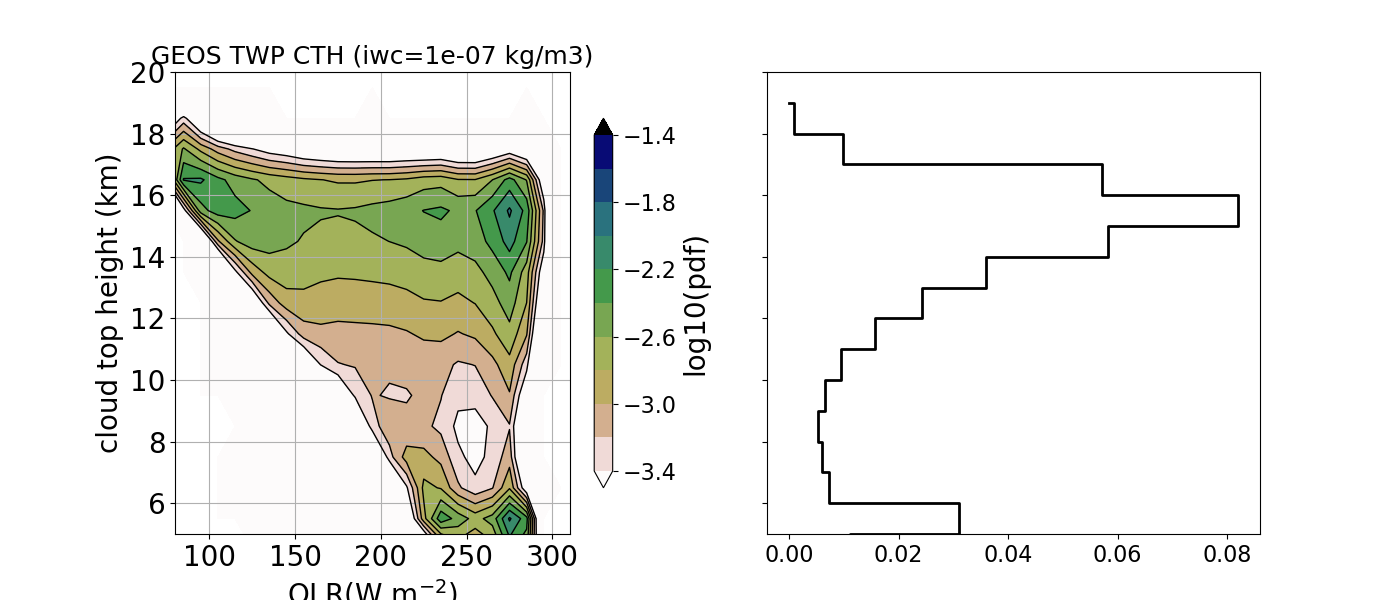 GEOS TWP CTH (iwc=1e-07 kg/m3)
cloud top height (km)
20
18
16
14
12
10
8
6
100 150 200 250 300
OLR(W m−2)
−1.4
−1.8
−2.2
−2.6
−3.0
−3.4
log10(pdf)
0.00 0.02 0.04 0.06 0.08